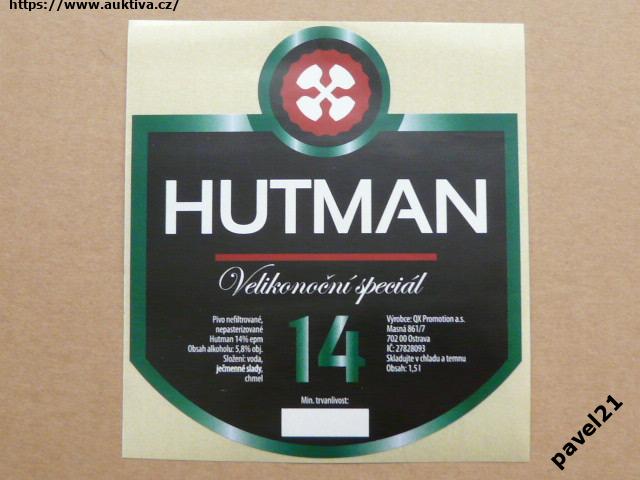 https://www.auktiva.cz/
HUTMAN
Velikonoční speciál
Pivo nefiltrované,
nepasterizované
Hutman 14% epm
Obsah alkoholu: 5,8% obj.
Složení: voda,
ječmenné slady,
chmel
14
Výrobce: QX Promotion a.s.
Masná 861/7
702 00 Ostrava
IČ: 27828093
Skladujte v chladu a temnu
Obsah: 1,5 l
Min. trvanlivost:
pavel21